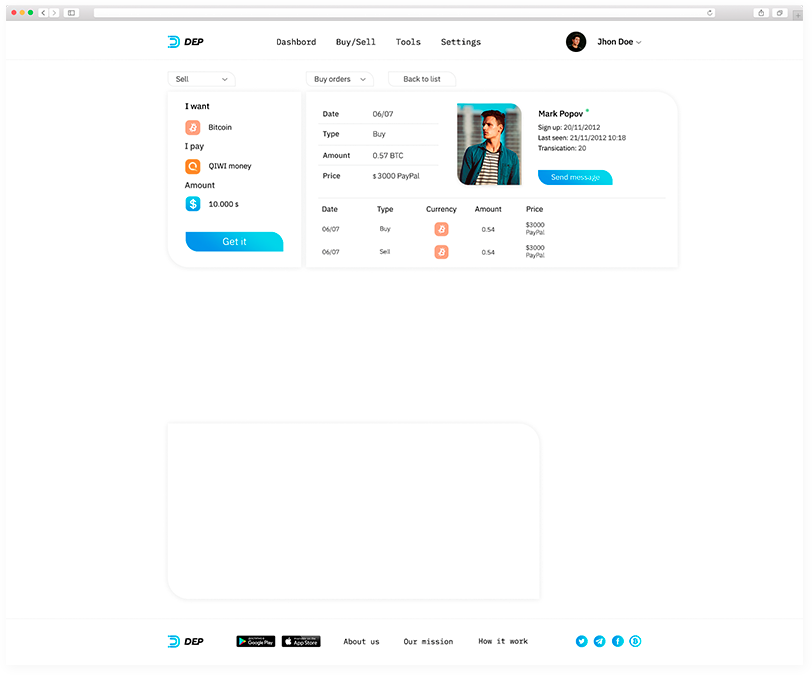 DEP Dashbord Buy/Sell Tools Settings Jhon Doe
Sell
Buy orders
Back to list
I want
Bitcoin
I pay
QIWI money
Amount
$ 10.000 s
Get it
Date 06/07
Type Buy
Amount 0.57 BTC
Price $ 3000 PayPal
Mark Popov
Sign up: 20/11/2012
Last seen: 21/11/2012 10:18
Transication: 20
Send message
Date Type Currency Amount Price
06/07 Buy 0.54 $3000
PayPal
06/07 Sell 0.54 $3000
PayPal
DEP Google Play App Store About us Our mission How it work